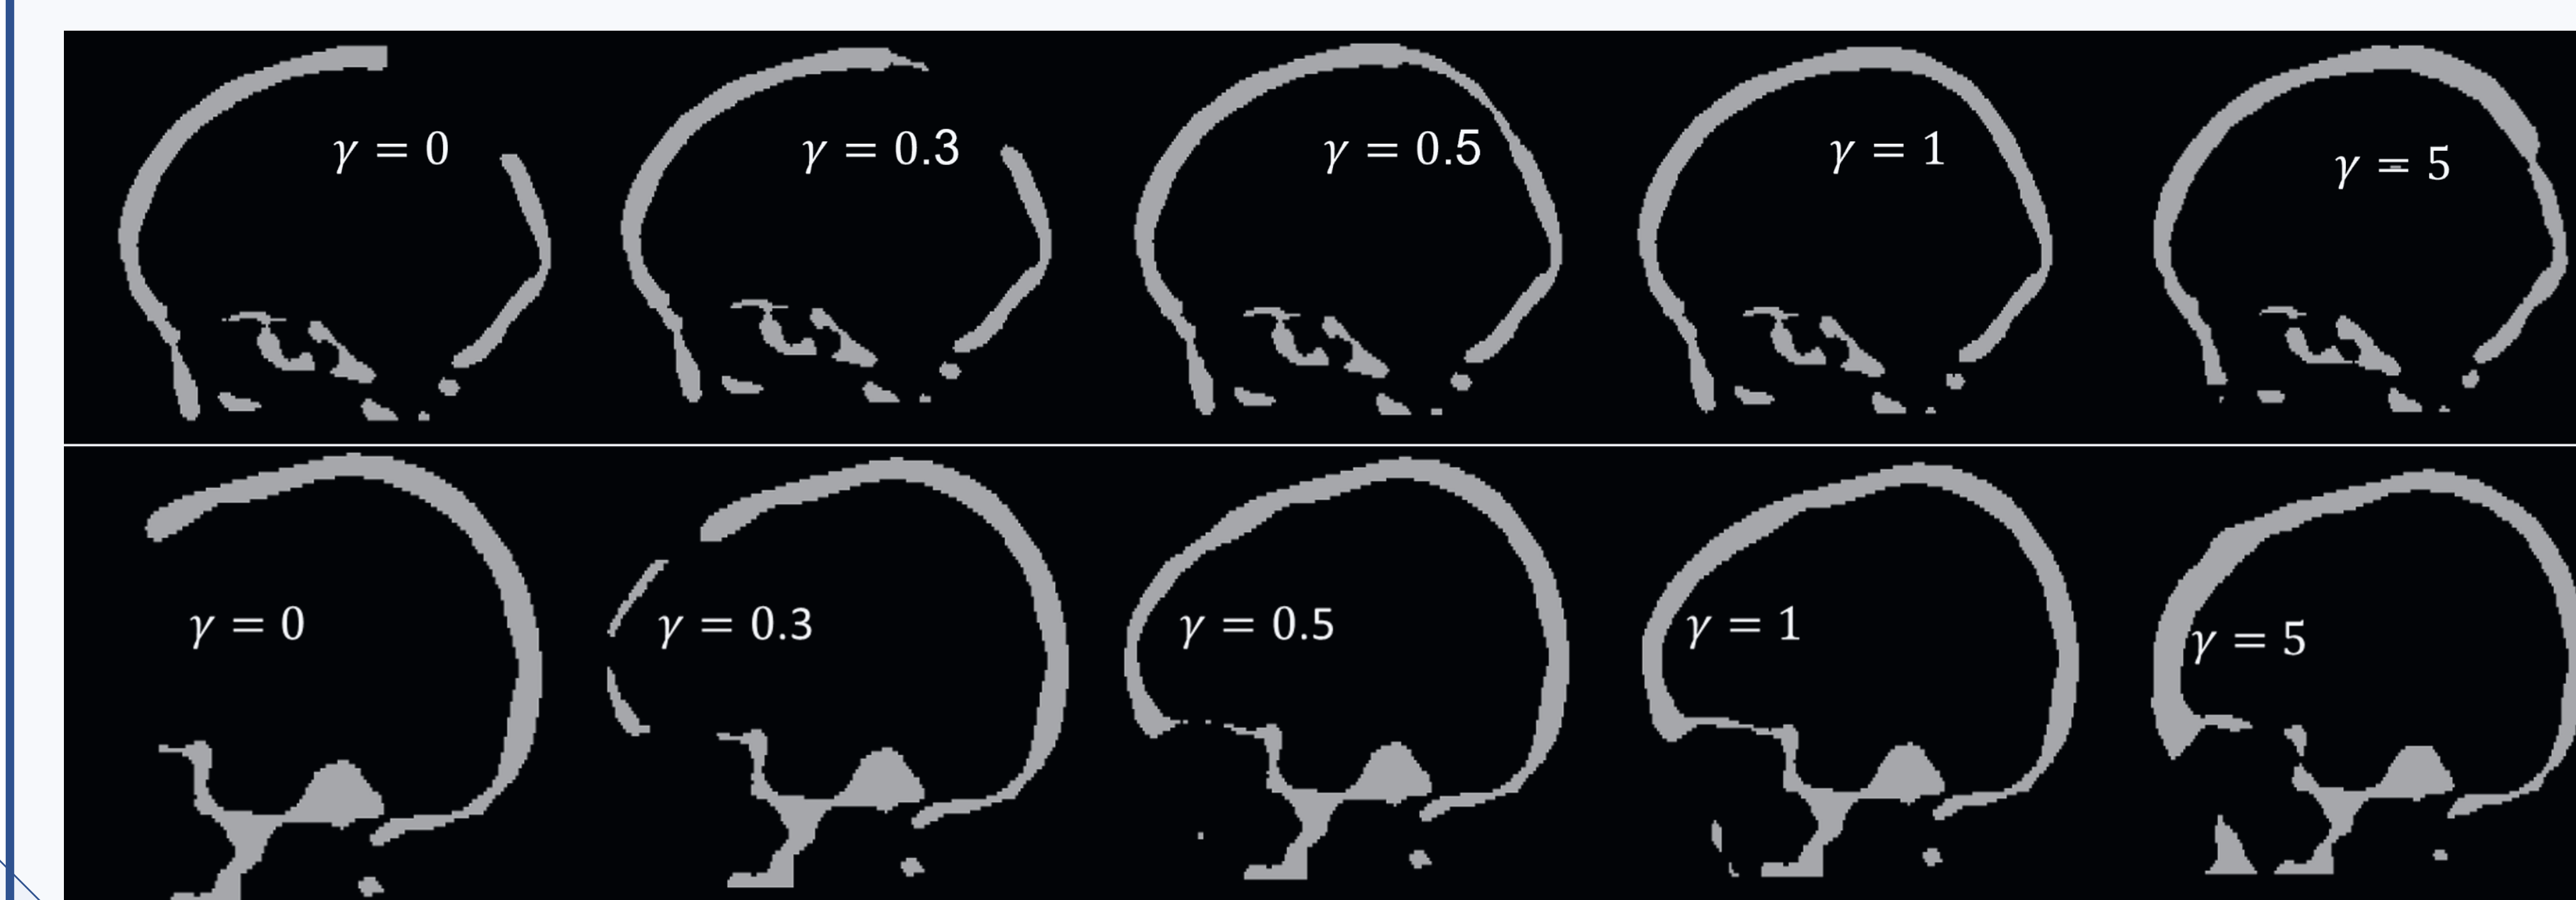 γ = 0
γ = 0.3
γ = 0.5
γ = 1
γ = 5
γ = 0
γ = 0.3
γ = 0.5
γ = 1
γ = 5